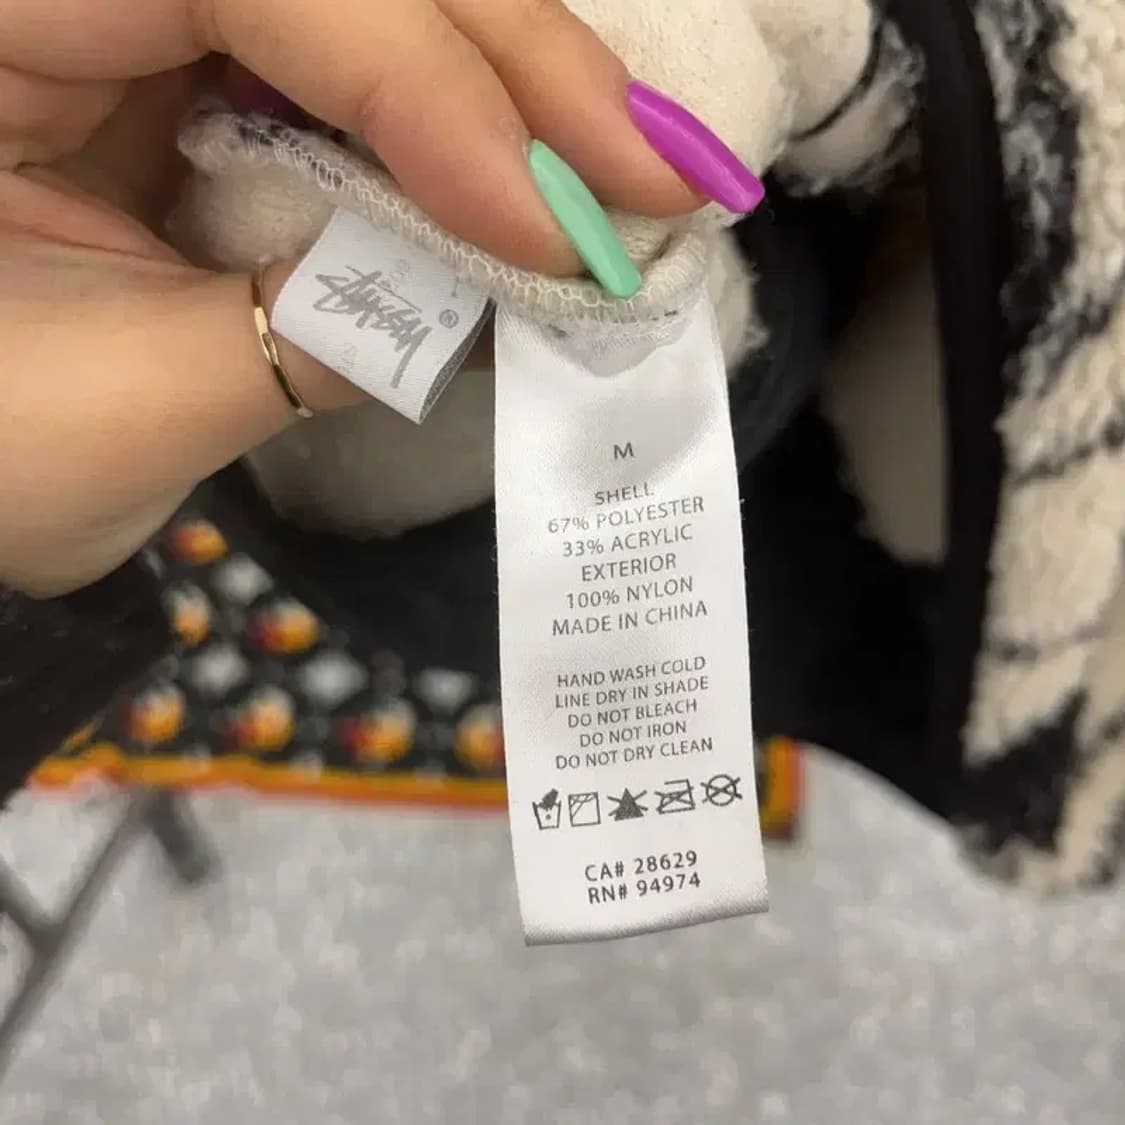 Stüssy ®
M
SHELL
67% POLYESTER
33% ACRYLIC
EXTERIOR
100% NYLON
MADE IN CHINA
HAND WASH COLD
LINE DRY IN SHADE
DO NOT BLEACH
DO NOT IRON
DO NOT DRY CLEAN
CA# 28629
RN# 94974